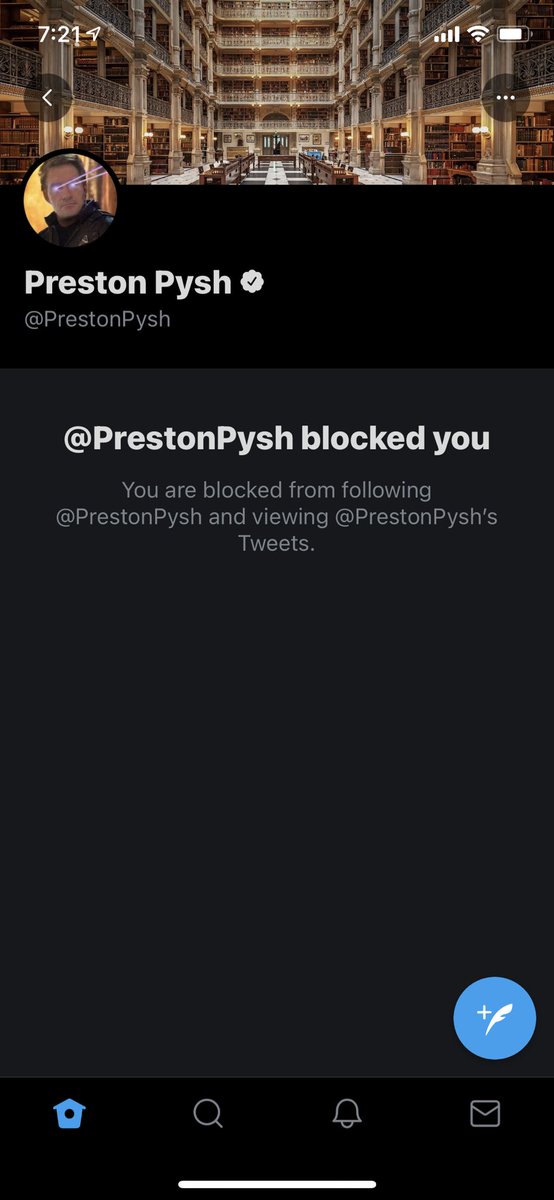 7:21
Preston Pysh
@PrestonPysh
@PrestonPysh blocked you
You are blocked from following
@PrestonPysh and viewing @PrestonPysh’s
Tweets.